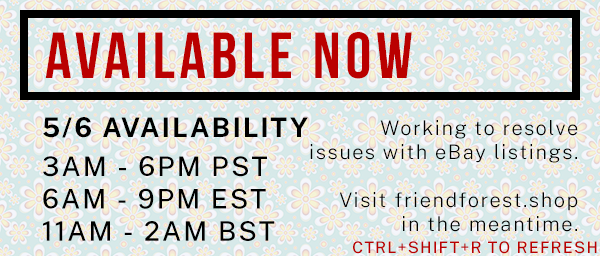 AVAILABLE NOW
5/6 AVAILABILITY
3AM - 6PM PST
6AM - 9PM EST
11AM - 2AM BST
Working to resolve
issues with eBay listings.
Visit friendforest.shop
in the meantime.
CTRL+SHIFT+R TO REFRESH